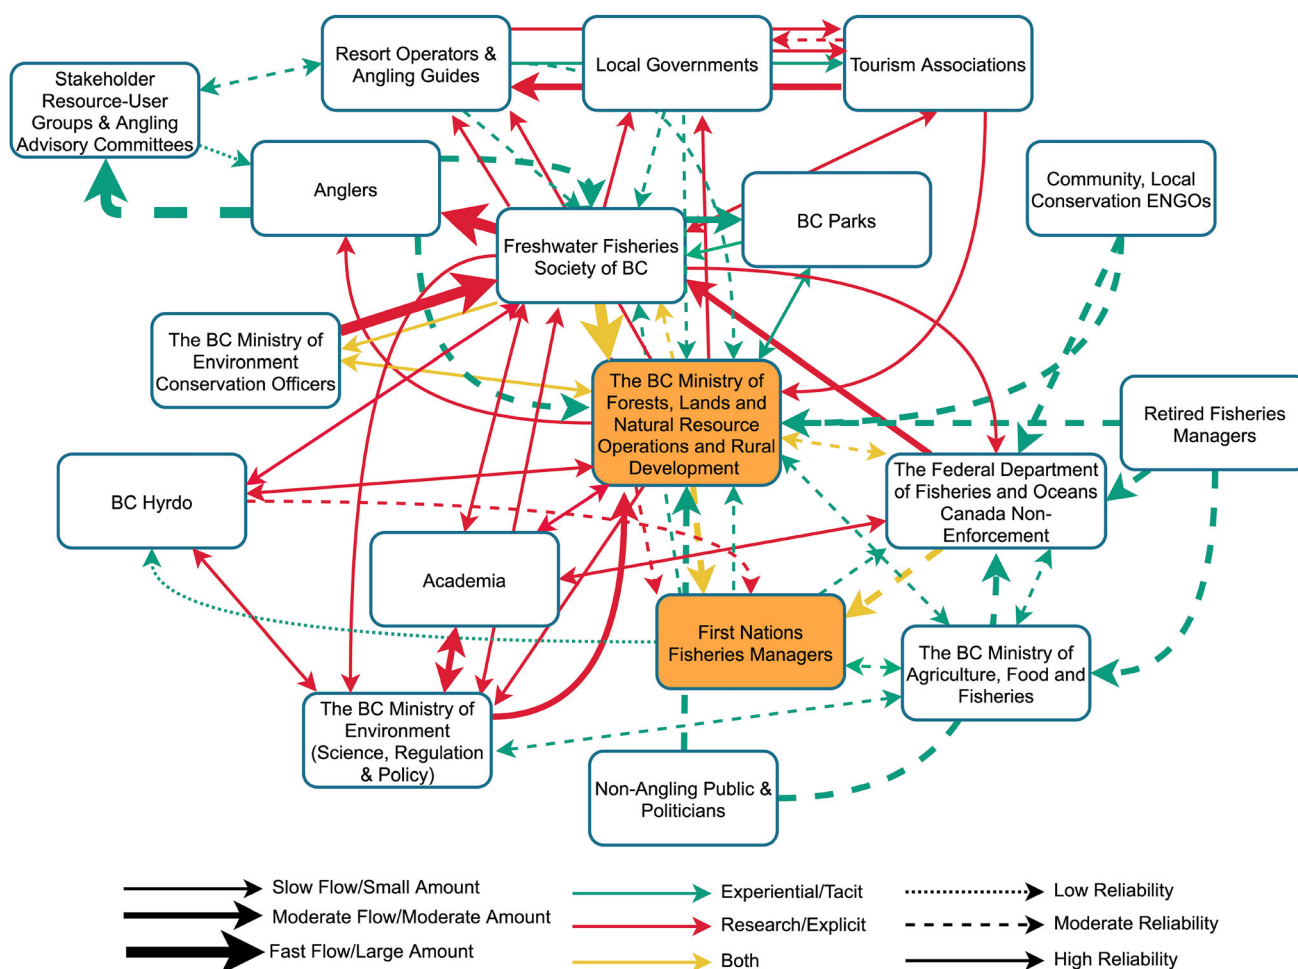 Resort Operators &
Angling Guides
Local Governments
Tourism Associations
Stakeholder
Resource-User
Groups & Angling
Advisory Committees
Anglers
Community, Local
Conservation ENGOs
BC Parks
Freshwater Fisheries
Society of BC
The BC Ministry of
Environment
Conservation Officers
The BC Ministry of
Forests, Lands and
Natural Resource
Operations and Rural
Development
Retired Fisheries
Managers
BC Hyrdo
The Federal Department
of Fisheries and Oceans
Canada Non-
Enforcement
Academia
First Nations
Fisheries Managers
The BC Ministry of
Agriculture, Food and
Fisheries
The BC Ministry of
Environment
(Science, Regulation
& Policy)
Non-Angling Public &
Politicians
Slow Flow/Small Amount
Moderate Flow/Moderate Amount
Fast Flow/Large Amount
Experiential/Tacit
Research/Explicit
Both
Low Reliability
Moderate Reliability
High Reliability